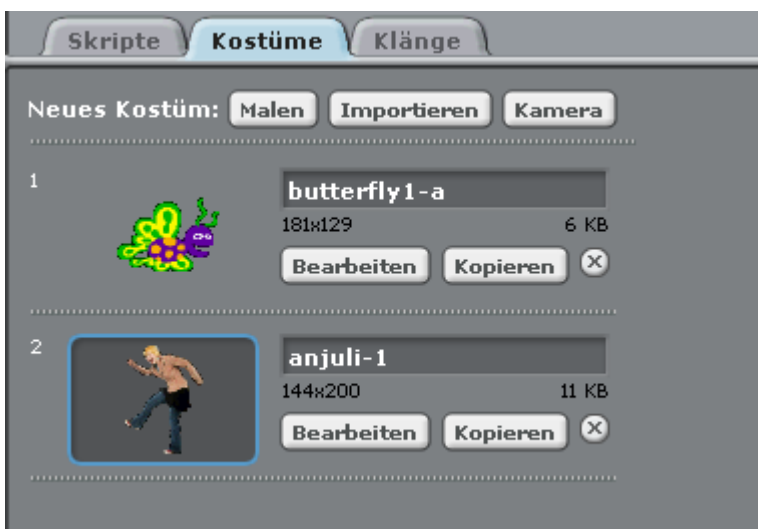 Skripte Kostüme Klänge
Neues Kostüm: Malen Importieren Kamera
1
butterfly1-a
181x129 6 KB
Bearbeiten Kopieren
2
anjuli-1
144x200 11 KB
Bearbeiten Kopieren